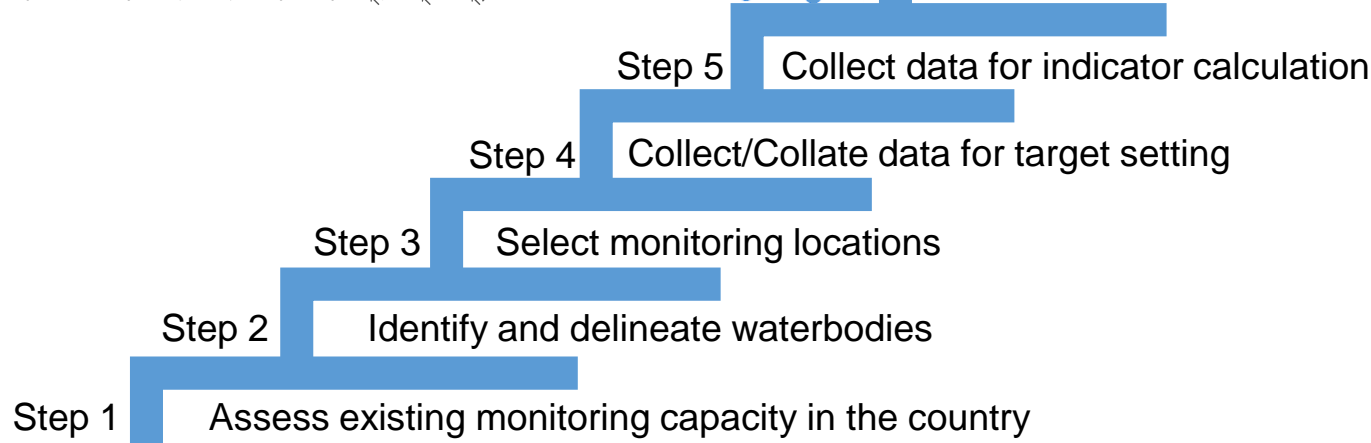 Step 5 Collect data for indicator calculation
Step 4 Collect/Collate data for target setting
Step 3 Select monitoring locations
Step 2 Identify and delineate waterbodies
Step 1 Assess existing monitoring capacity in the country